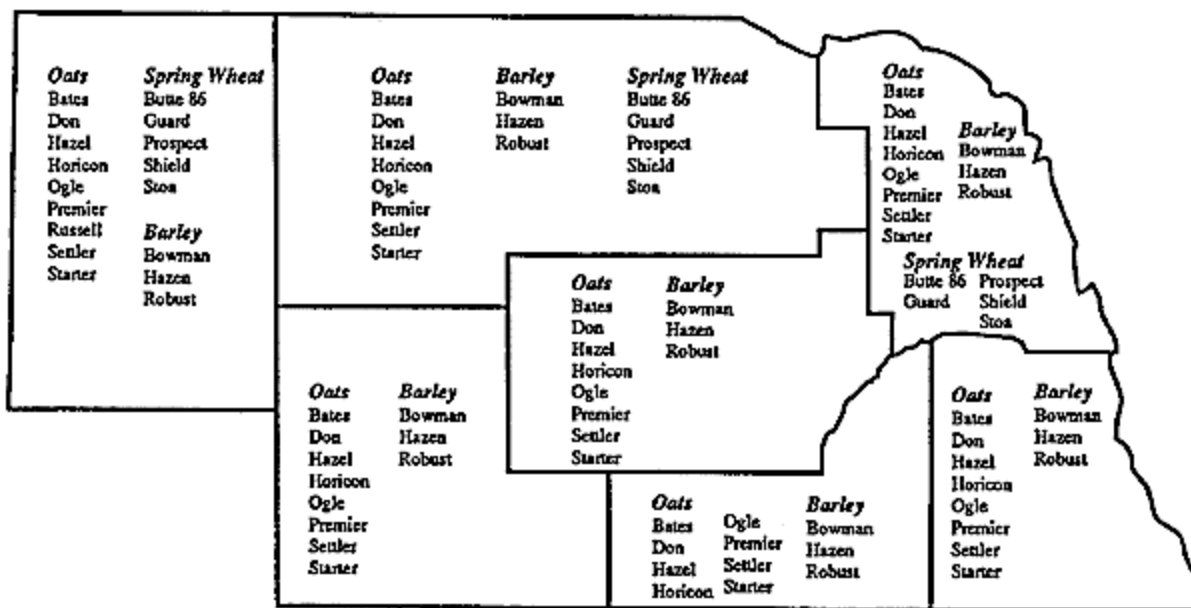 Oats
Bates
Don
Hazel
Horicon
Ogle
Premier
Russell
Settler
Starter
Spring Wheat
Butte 86
Guard
Prospect
Shield
Stoa
Barley
Bowman
Hazen
Robust
Oats
Bates
Don
Hazel
Horicon
Ogle
Premier
Settler
Starter
Barley
Bowman
Hazen
Robust
Spring Wheat
Butte 86
Guard
Prospect
Shield
Stoa
Oats
Bates
Don
Hazel
Horicon
Ogle
Premier
Settler
Starter
Barley
Bowman
Hazen
Robust
Spring Wheat
Butte 86 Prospect
Guard Shield
Stoa
Oats
Bates
Don
Hazel
Horicon
Ogle
Premier
Settler
Starter
Barley
Bowman
Hazen
Robust
Oats
Bates
Don
Hazel
Horicon
Ogle
Premier
Settler
Starter
Barley
Bowman
Hazen
Robust
Oats
Bates
Don
Hazel
Horicon
Ogle
Premier
Settler
Starter
Barley
Bowman
Hazen
Robust
Oats
Bates
Don
Hazel
Horicon
Ogle
Premier
Settler
Starter
Barley
Bowman
Hazen
Robust